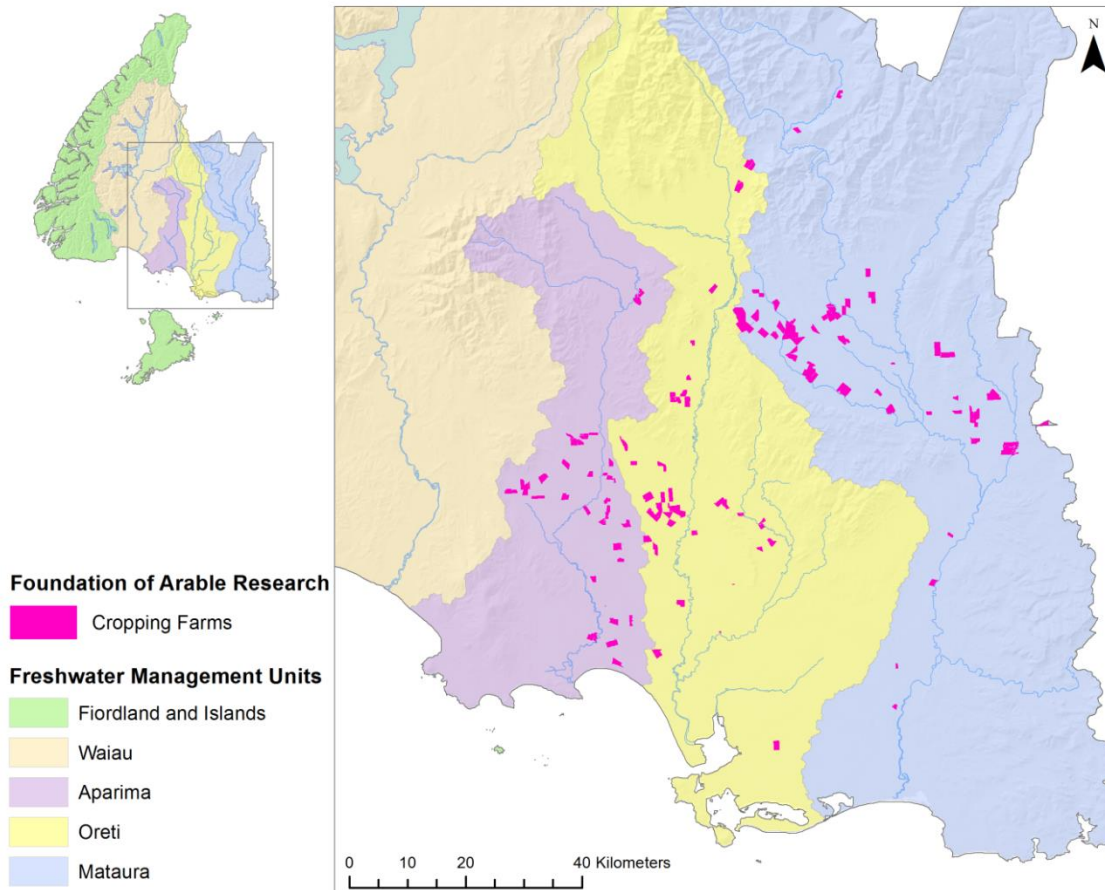 N
Foundation of Arable Research
Cropping Farms
Freshwater Management Units
Fiordland and Islands
Waiau
Aparima
Oreti
Mataura
0 10 20 40 Kilometers